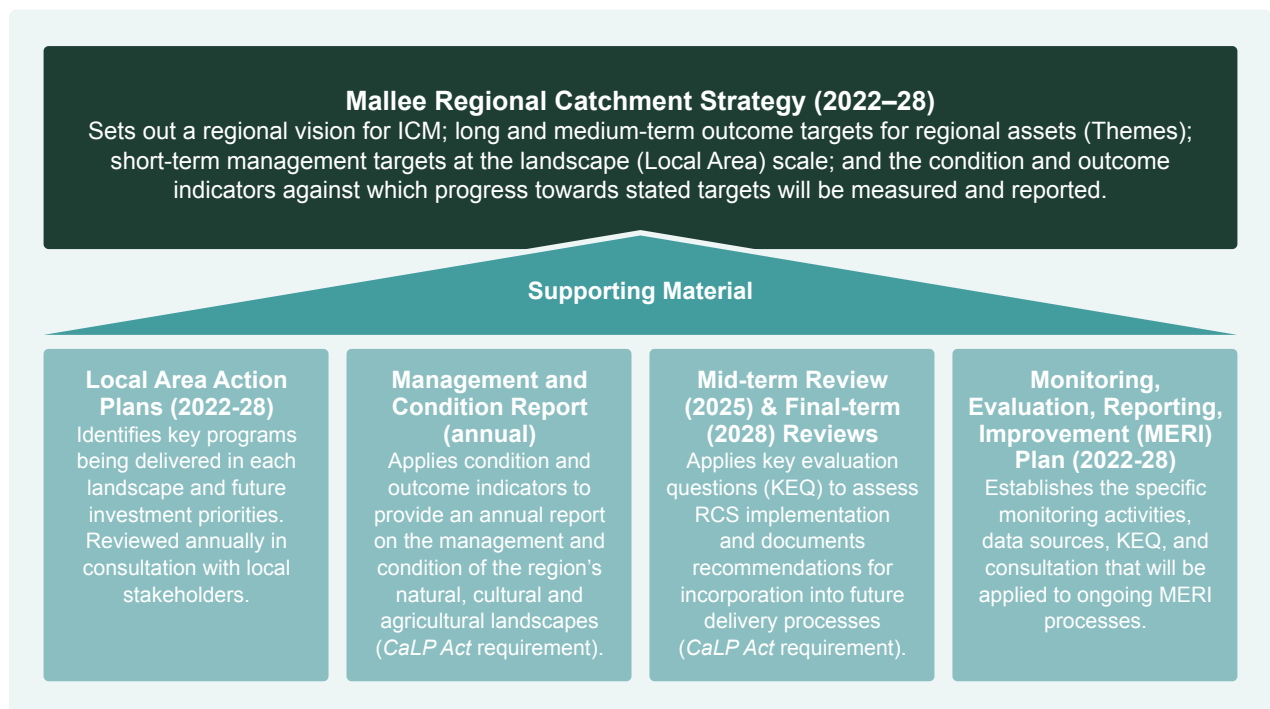 Mallee Regional Catchment Strategy (2022–28)
Sets out a regional vision for ICM; long and medium-term outcome targets for regional assets (Themes);
short-term management targets at the landscape (Local Area) scale; and the condition and outcome
indicators against which progress towards stated targets will be measured and reported.
Supporting Material
Local Area Action
Plans (2022-28)
Identifies key programs
being delivered in each
landscape and future
investment priorities.
Reviewed annually in
consultation with local
stakeholders.
Management and
Condition Report
(annual)
Applies condition and
outcome indicators to
provide an annual report
on the management and
condition of the region’s
natural, cultural and
agricultural landscapes
(CaLP Act requirement).
Mid-term Review
(2025) & Final-term
(2028) Reviews
Applies key evaluation
questions (KEQ) to assess
RCS implementation
and documents
recommendations for
incorporation into future
delivery processes
(CaLP Act requirement).
Monitoring,
Evaluation, Reporting,
Improvement (MERI)
Plan (2022-28)
Establishes the specific
monitoring activities,
data sources, KEQ, and
consultation that will be
applied to ongoing MERI
processes.